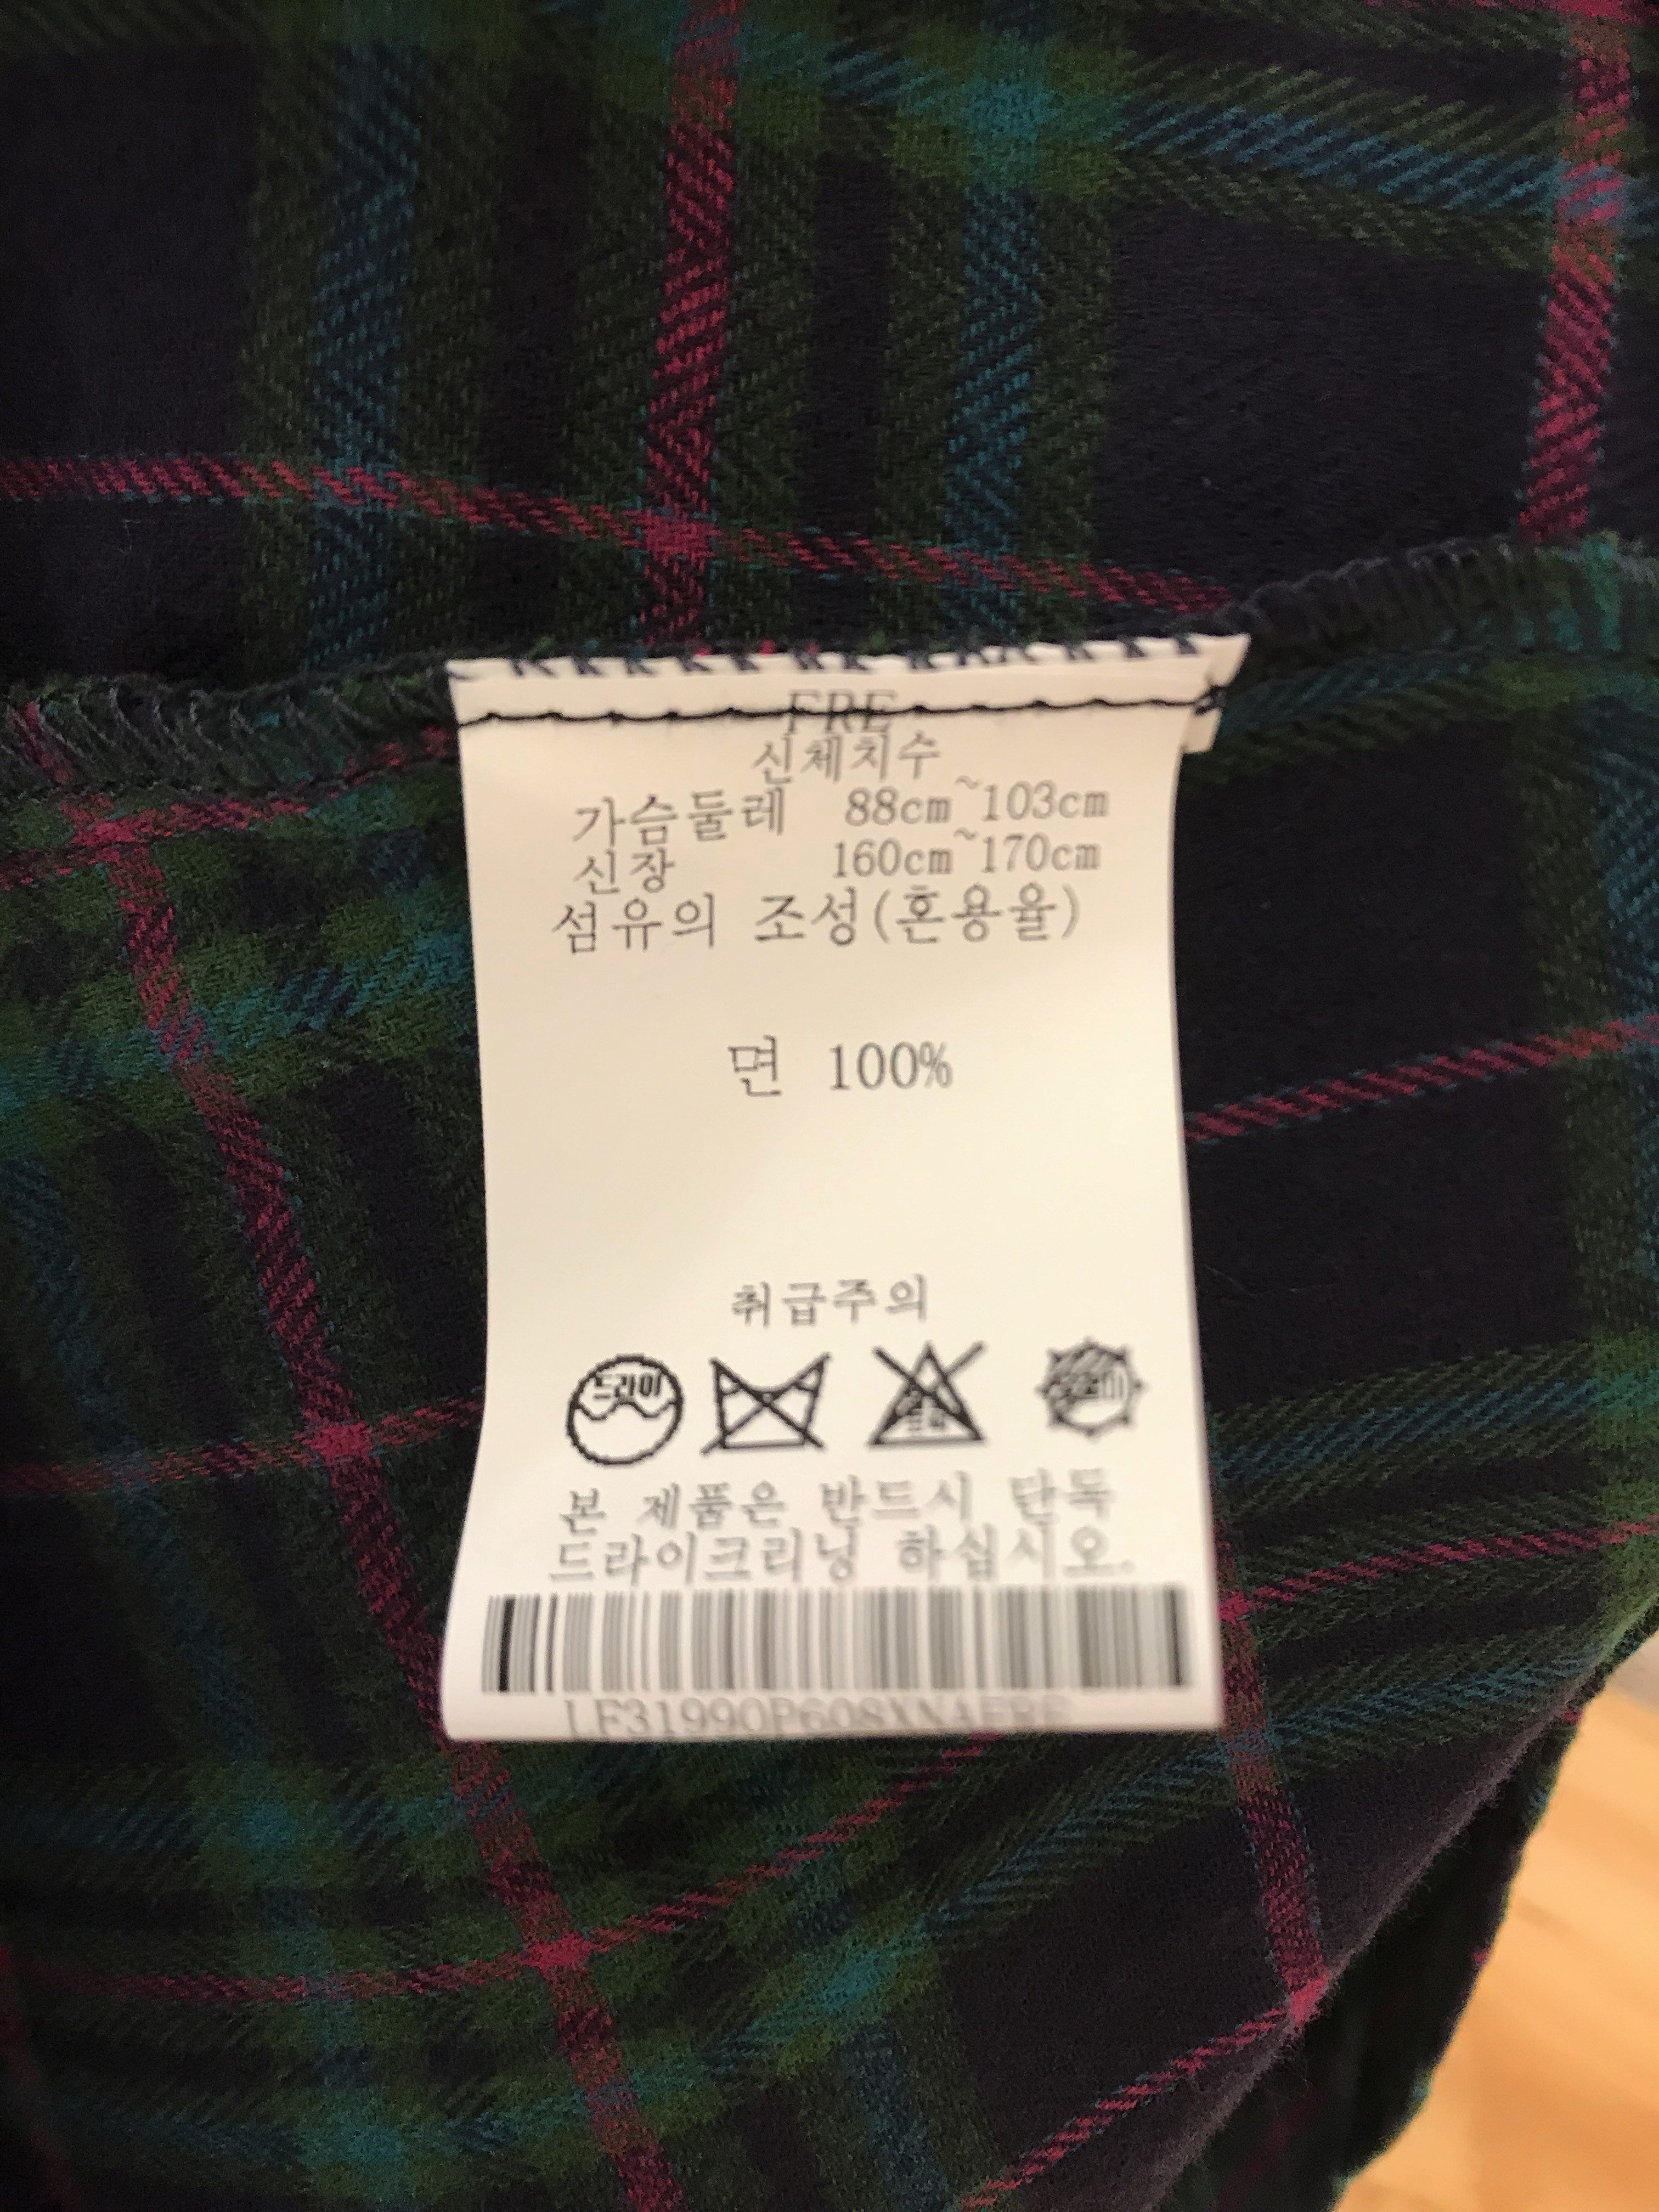 FRE
신체치수
가슴둘레 88cm~103cm
신장 160cm~170cm
섬유의 조성(혼용율)
면 100%
취급주의
드라이
본 제품은 반드시 단독
드라이크리닝 하십시오.
LF31990P608XNAFRE